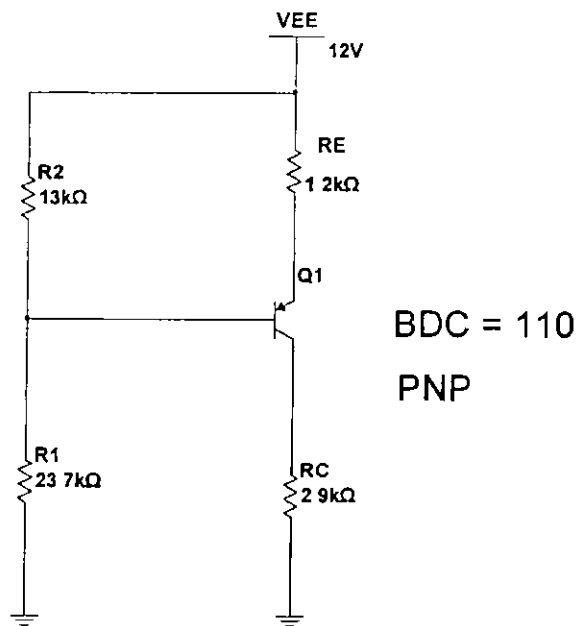 VEE
12V
RE
1 2kΩ
R2
13kΩ
Q1
BDC = 110
PNP
R1
23 7kΩ
RC
2 9kΩ